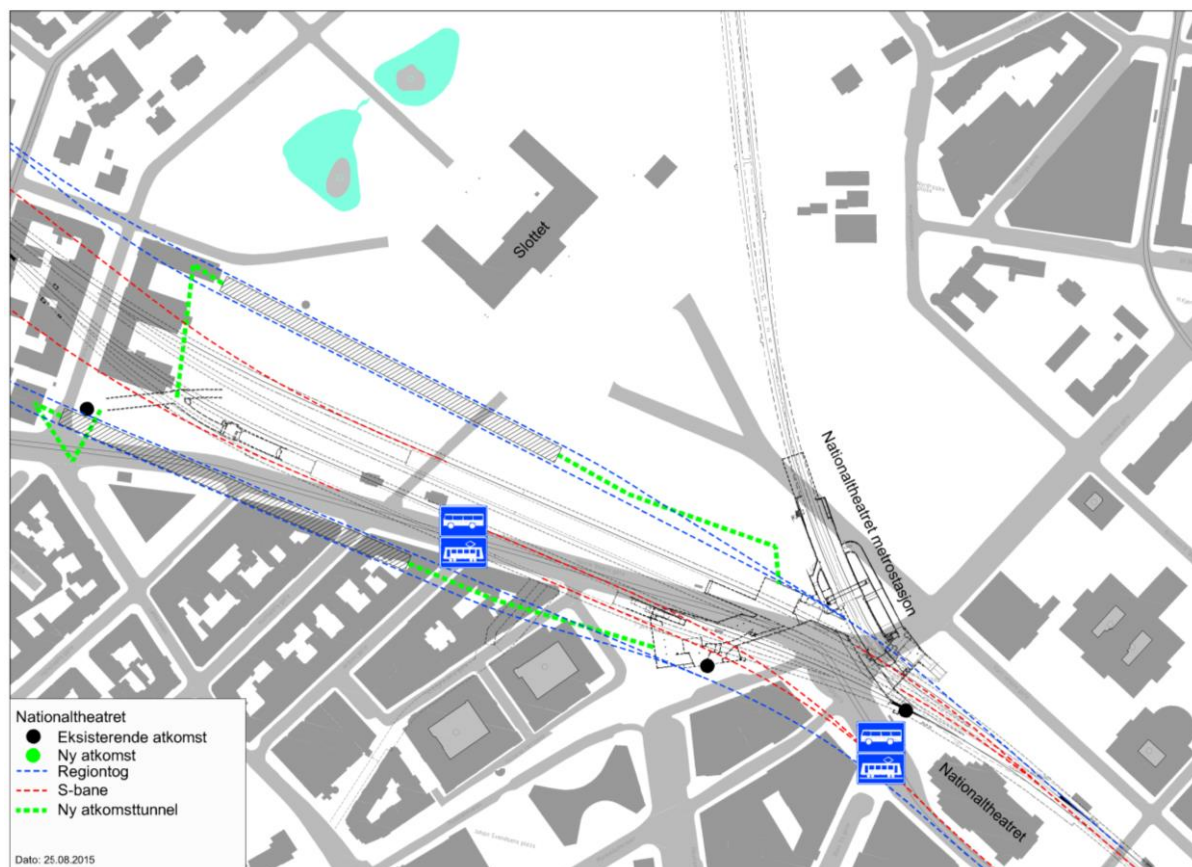 Slottet
Nationaltheatret metrostasjon
Nationaltheatret
Nationaltheatret
Eksisterende atkomst
Ny atkomst
Regiontog
S-bane
Ny atkomsttunnel
Dato: 25.08.2015